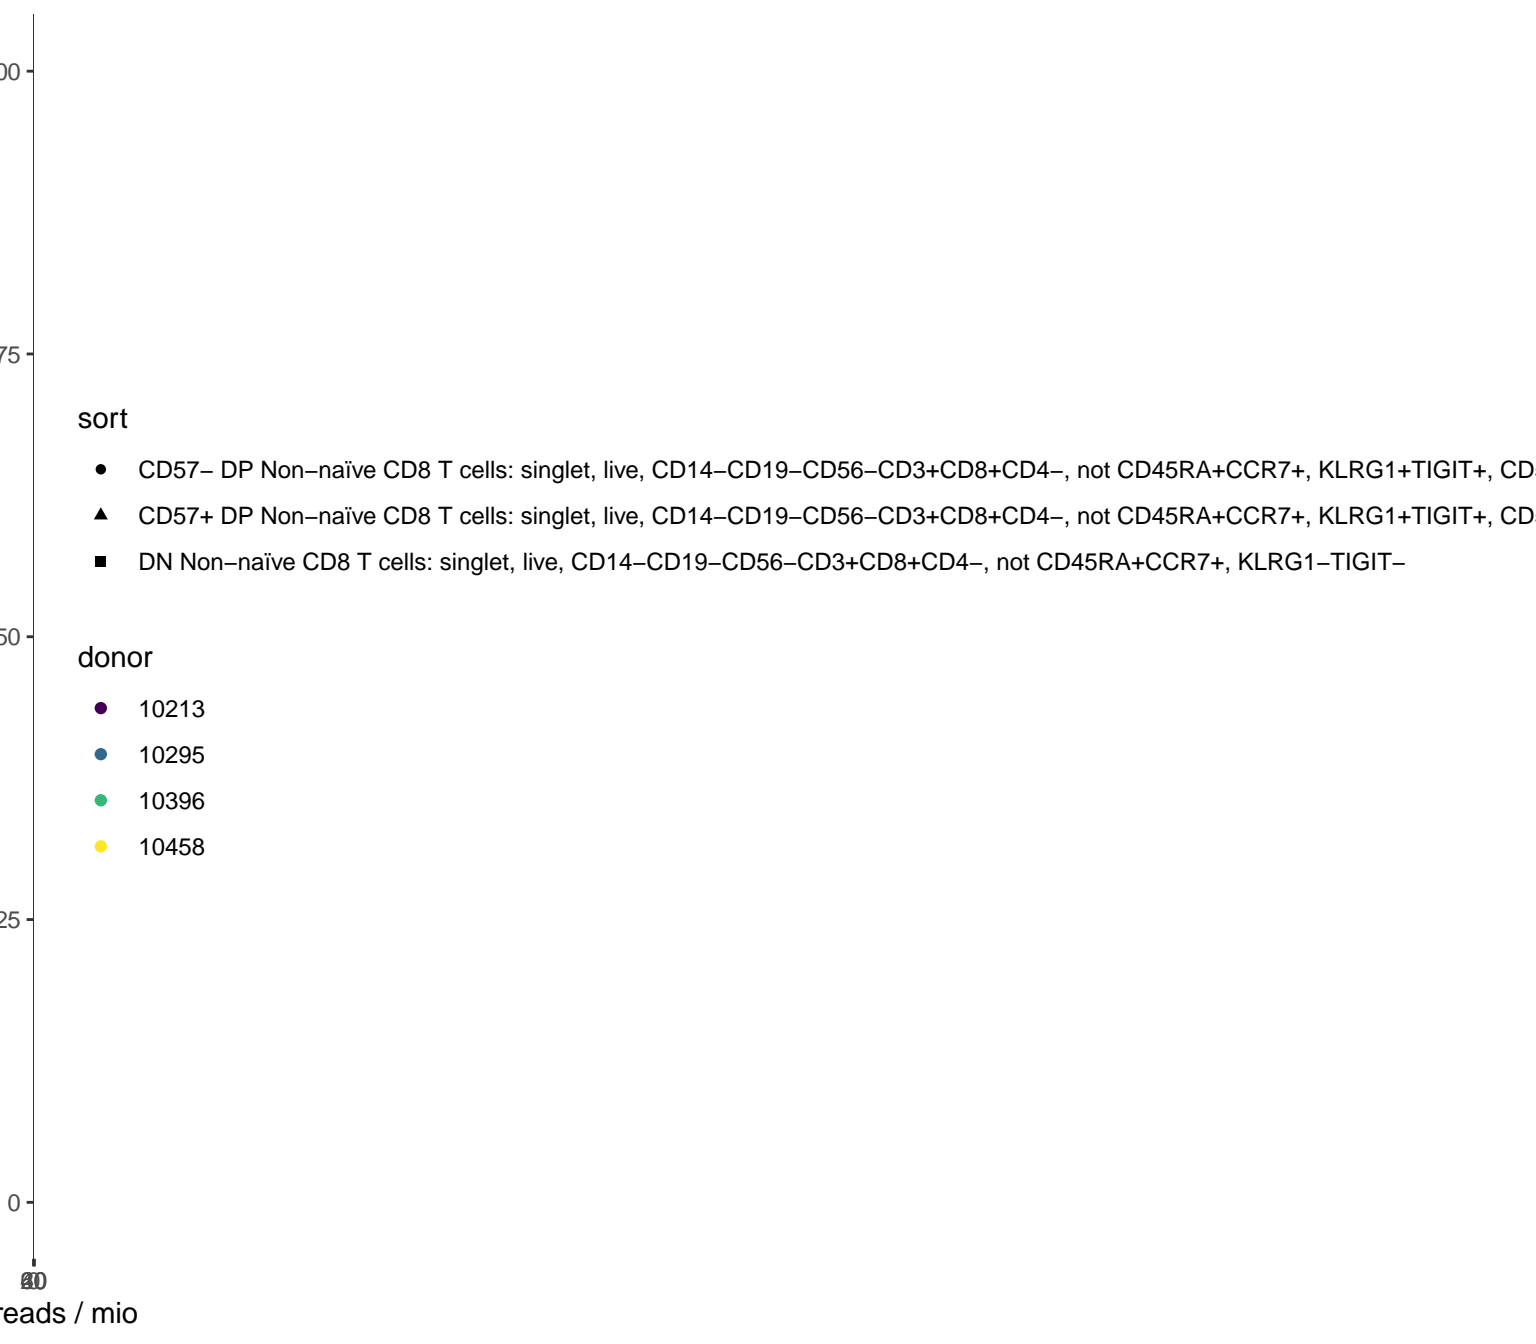 00
75
sort
CD57− DP Non−naïve CD8 T cells: singlet, live, CD14−CD19−CD56−CD3+CD8+CD4−, not CD45RA+CCR7+, KLRG1+TIGIT+, CD
CD57+ DP Non−naïve CD8 T cells: singlet, live, CD14−CD19−CD56−CD3+CD8+CD4−, not CD45RA+CCR7+, KLRG1+TIGIT+, CD
DN Non−naïve CD8 T cells: singlet, live, CD14−CD19−CD56−CD3+CD8+CD4−, not CD45RA+CCR7+, KLRG1−TIGIT−
50
donor
10213
10295
10396
10458
25
0
reads / mio